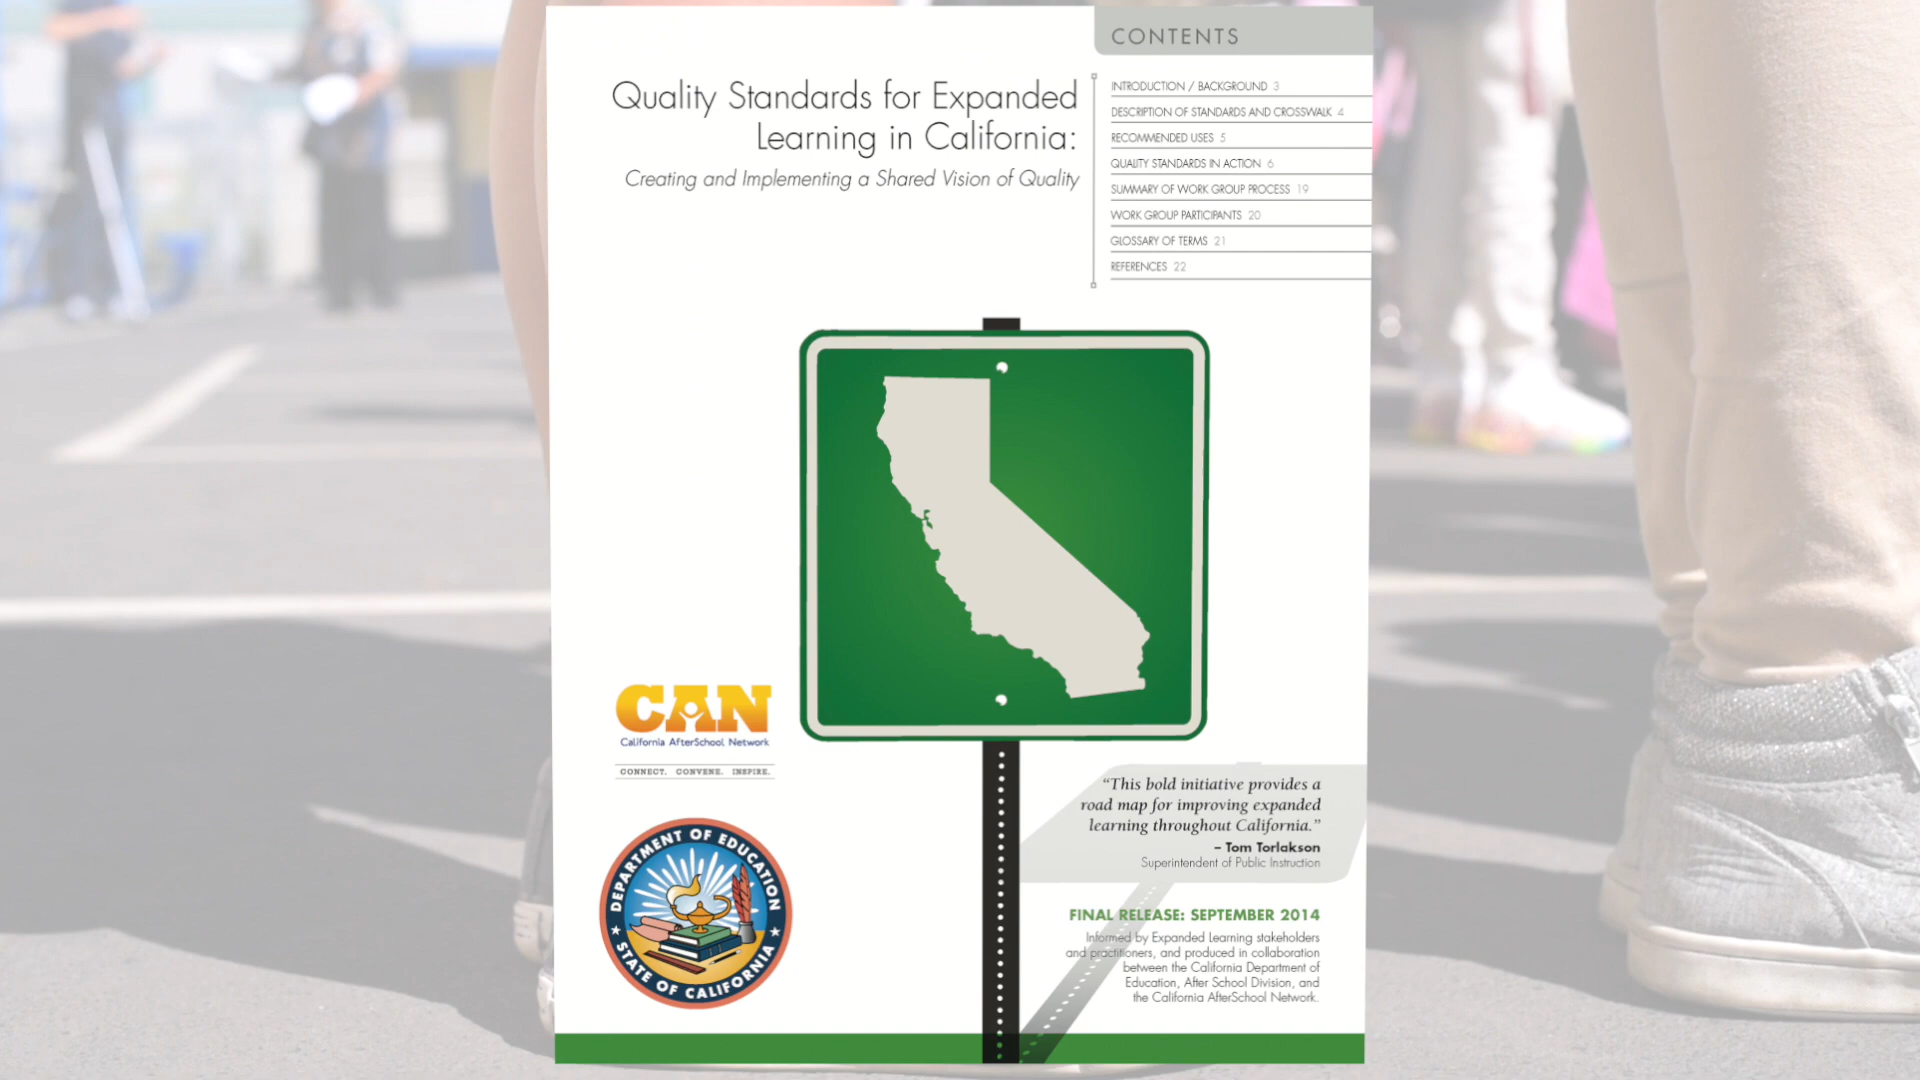 CONTENTS
Quality Standards for Expanded
Learning in California:
Creating and Implementing a Shared Vision of Quality
INTRODUCTION / BACKGROUND 3
DESCRIPTION OF STANDARDS AND CROSSWALK 4
RECOMMENDED USES 5
QUALITY STANDARDS IN ACTION 6
SUMMARY OF WORK GROUP PROCESS 19
WORK GROUP PARTICIPANTS 20
GLOSSARY OF TERMS 21
REFERENCES 22
CAN
California AfterSchool Network
CONNECT. CONVENE. INSPIRE.
DEPARTMENT OF EDUCATION
STATE OF CALIFORNIA
“This bold initiative provides a
road map for improving expanded
learning throughout California.”
– Tom Torlakson
Superintendent of Public Instruction
FINAL RELEASE: SEPTEMBER 2014
Informed by Expanded Learning stakeholders
and practitioners, and produced in collaboration
between the California Department of
Education, After School Division, and
the California AfterSchool Network.